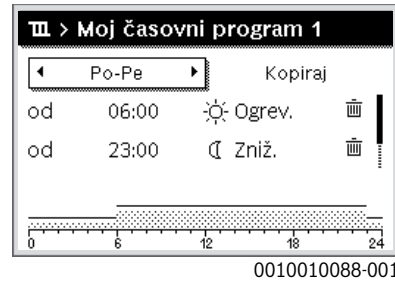 > Moj časovni program 1
Po-Pe Kopiraj
od 06:00 Ogrev.
od 23:00 Zniž.
0 6 12 18 24
0010010088-001